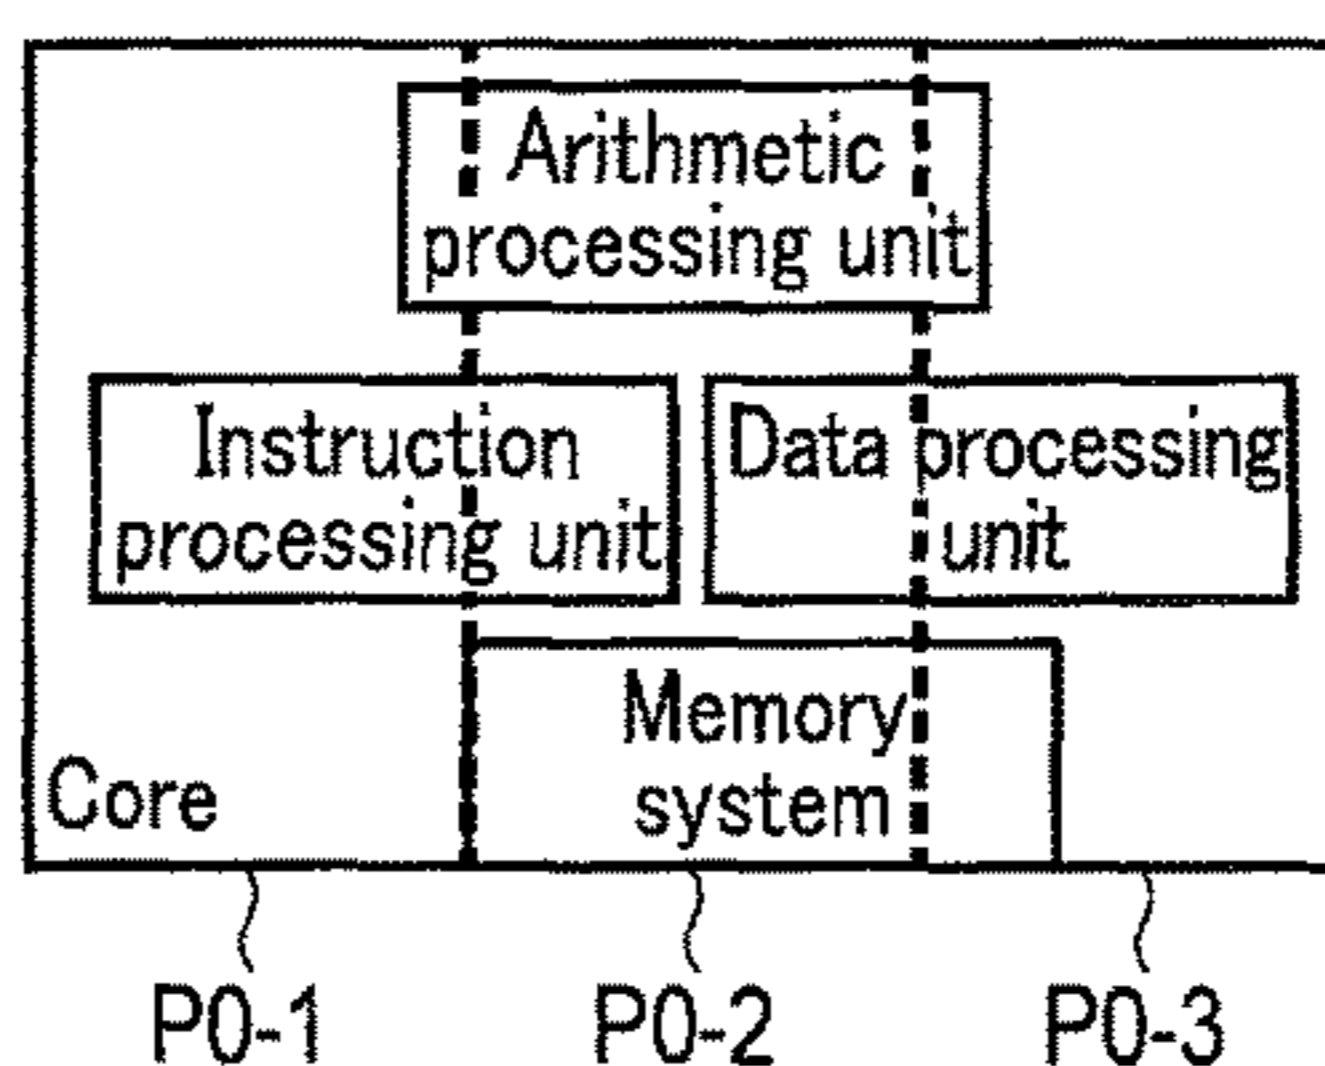 Arithmetic
processing unit
Instruction
processing unit
Data processing
unit
Memory
system
Core
P0-1
P0-2
P0-3